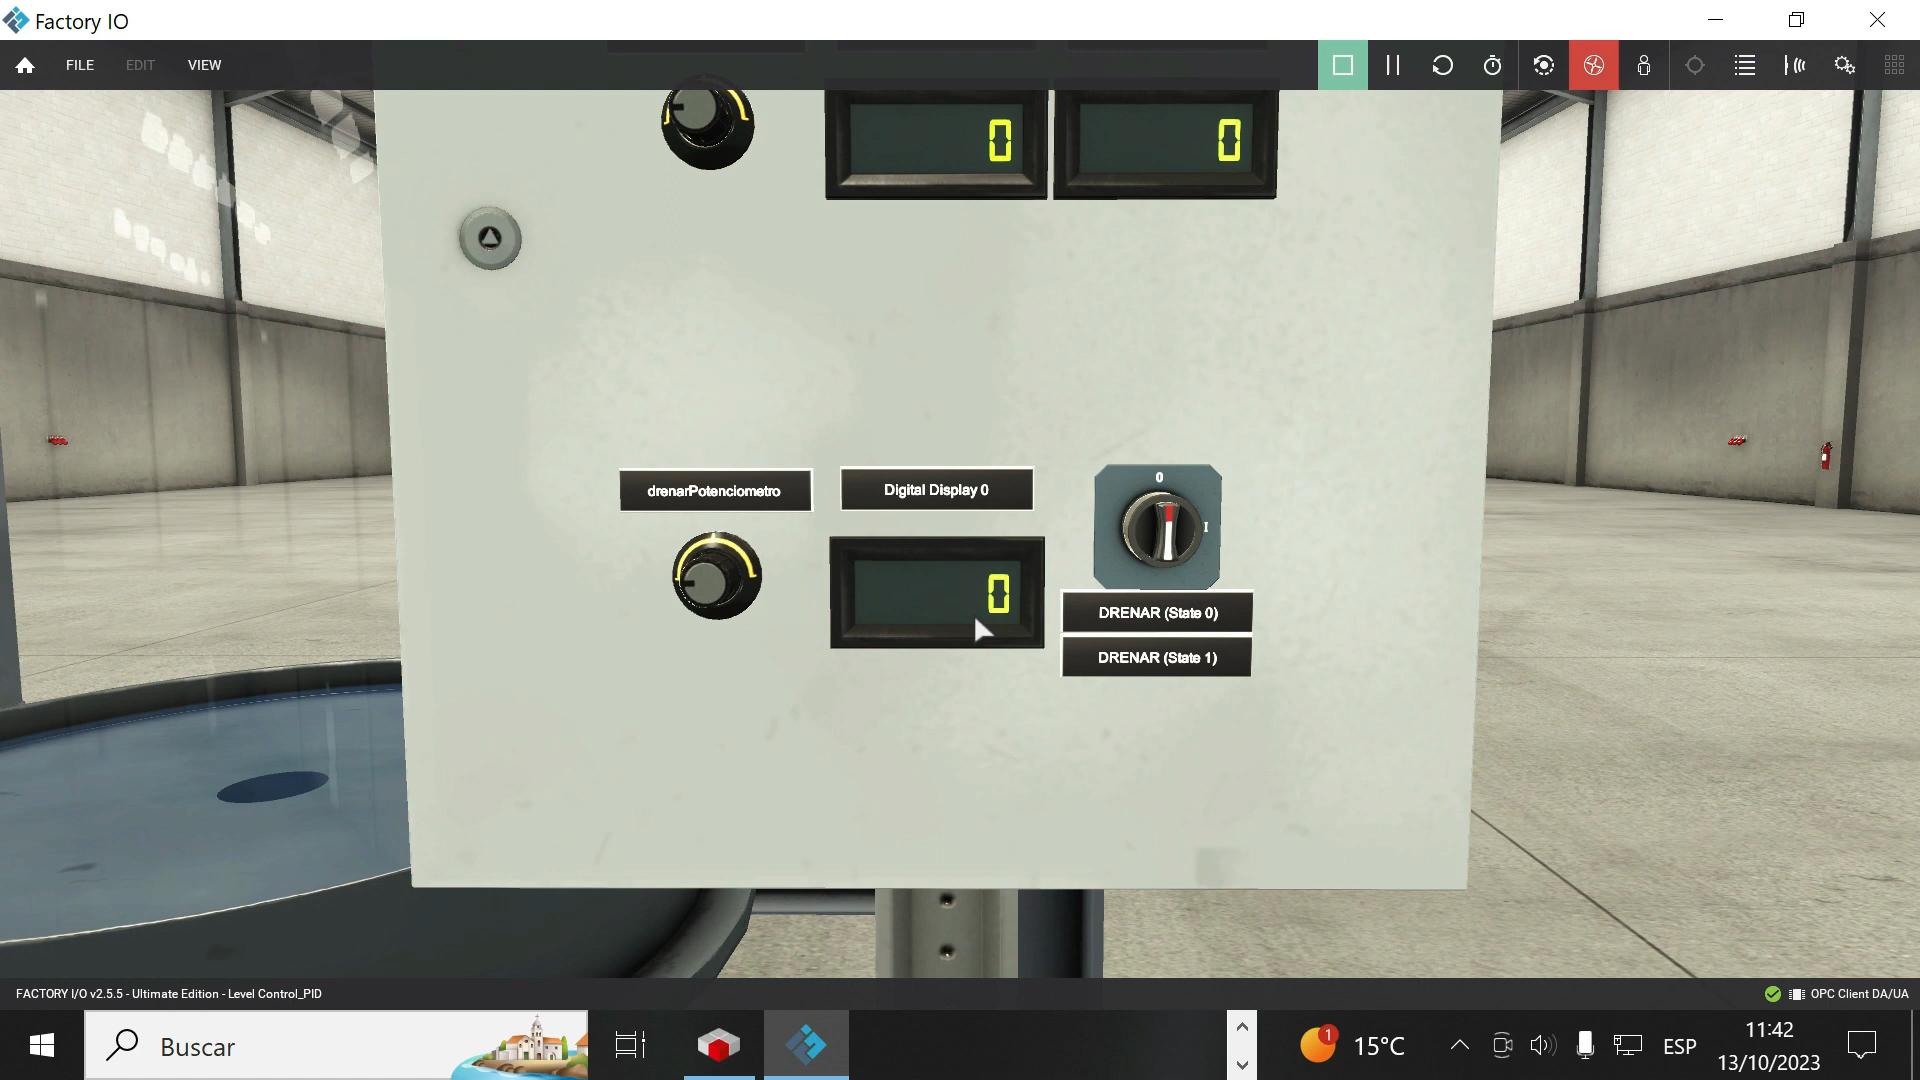 Factory IO
FILE EDIT VIEW
0 0
drenarPotenciometro Digital Display 0
0
I
0
DRENAR (State 0)
DRENAR (State 1)
FACTORY I/O v2.5.5 - Ultimate Edition - Level Control_PID
OPC Client DA/UA
Buscar
1
15°C
ESP
11:42
13/10/2023